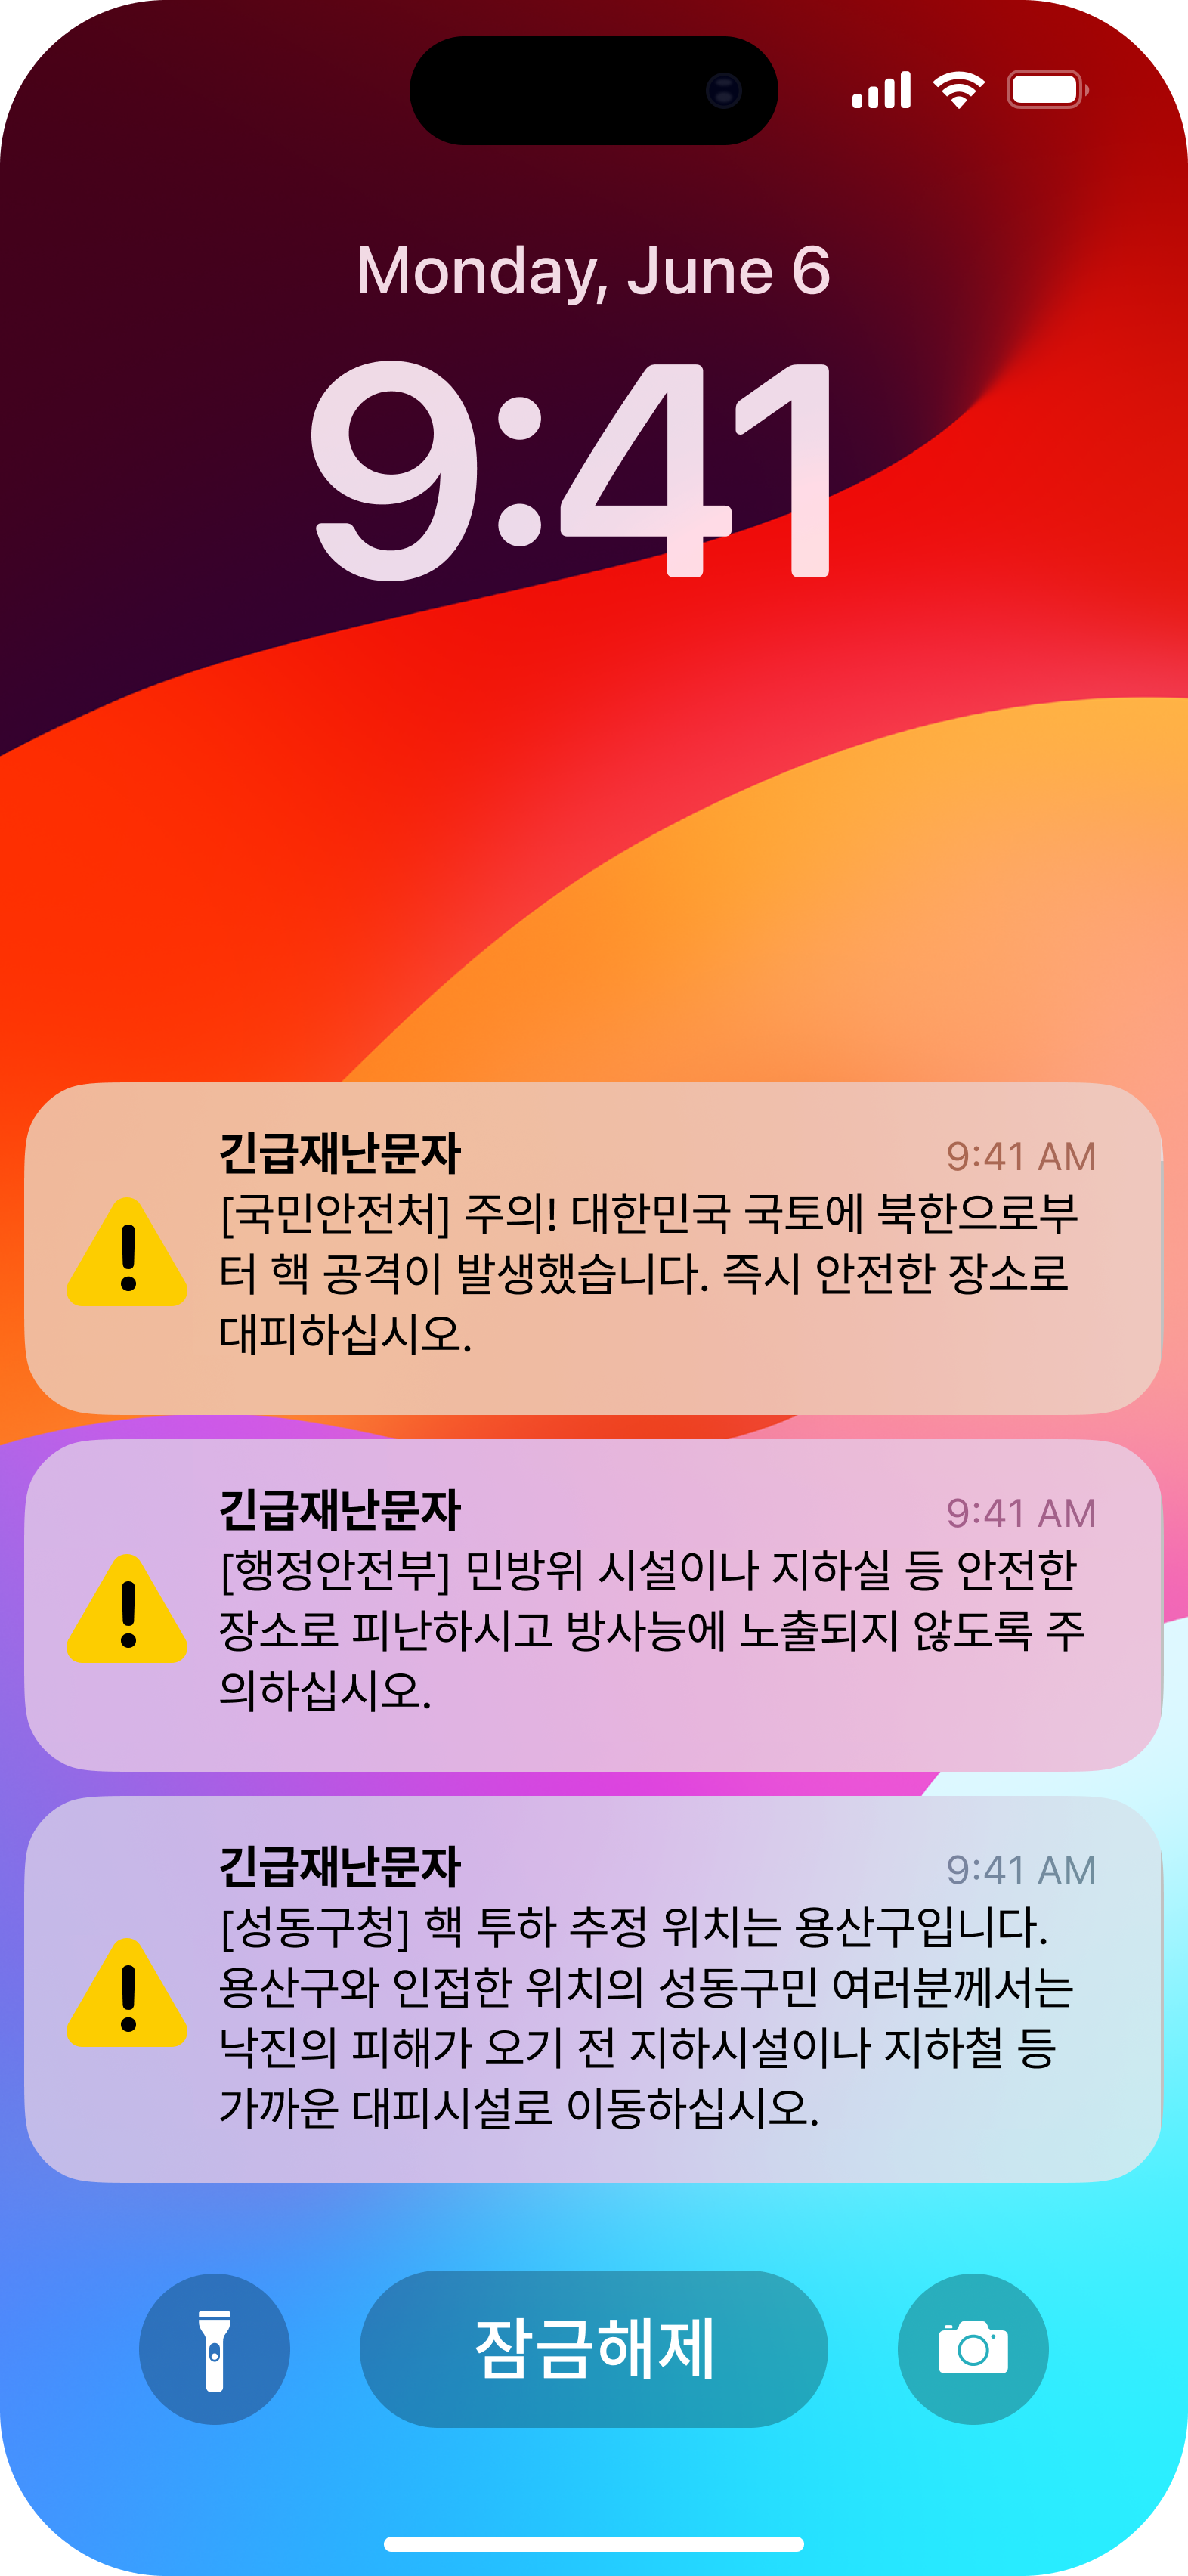 Monday, June 6
9:41
긴급재난문자
9:41 AM
[국민안전처] 주의! 대한민국 국토에 북한으로부
터 핵 공격이 발생했습니다. 즉시 안전한 장소로
대피하십시오.
긴급재난문자
9:41 AM
[행정안전부] 민방위 시설이나 지하실 등 안전한
장소로 피난하시고 방사능에 노출되지 않도록 주
의하십시오.
긴급재난문자
9:41 AM
[성동구청] 핵 투하 추정 위치는 용산구입니다.
용산구와 인접한 위치의 성동구민 여러분께서는
낙진의 피해가 오기 전 지하시설이나 지하철 등
가까운 대피시설로 이동하십시오.
잠금해제